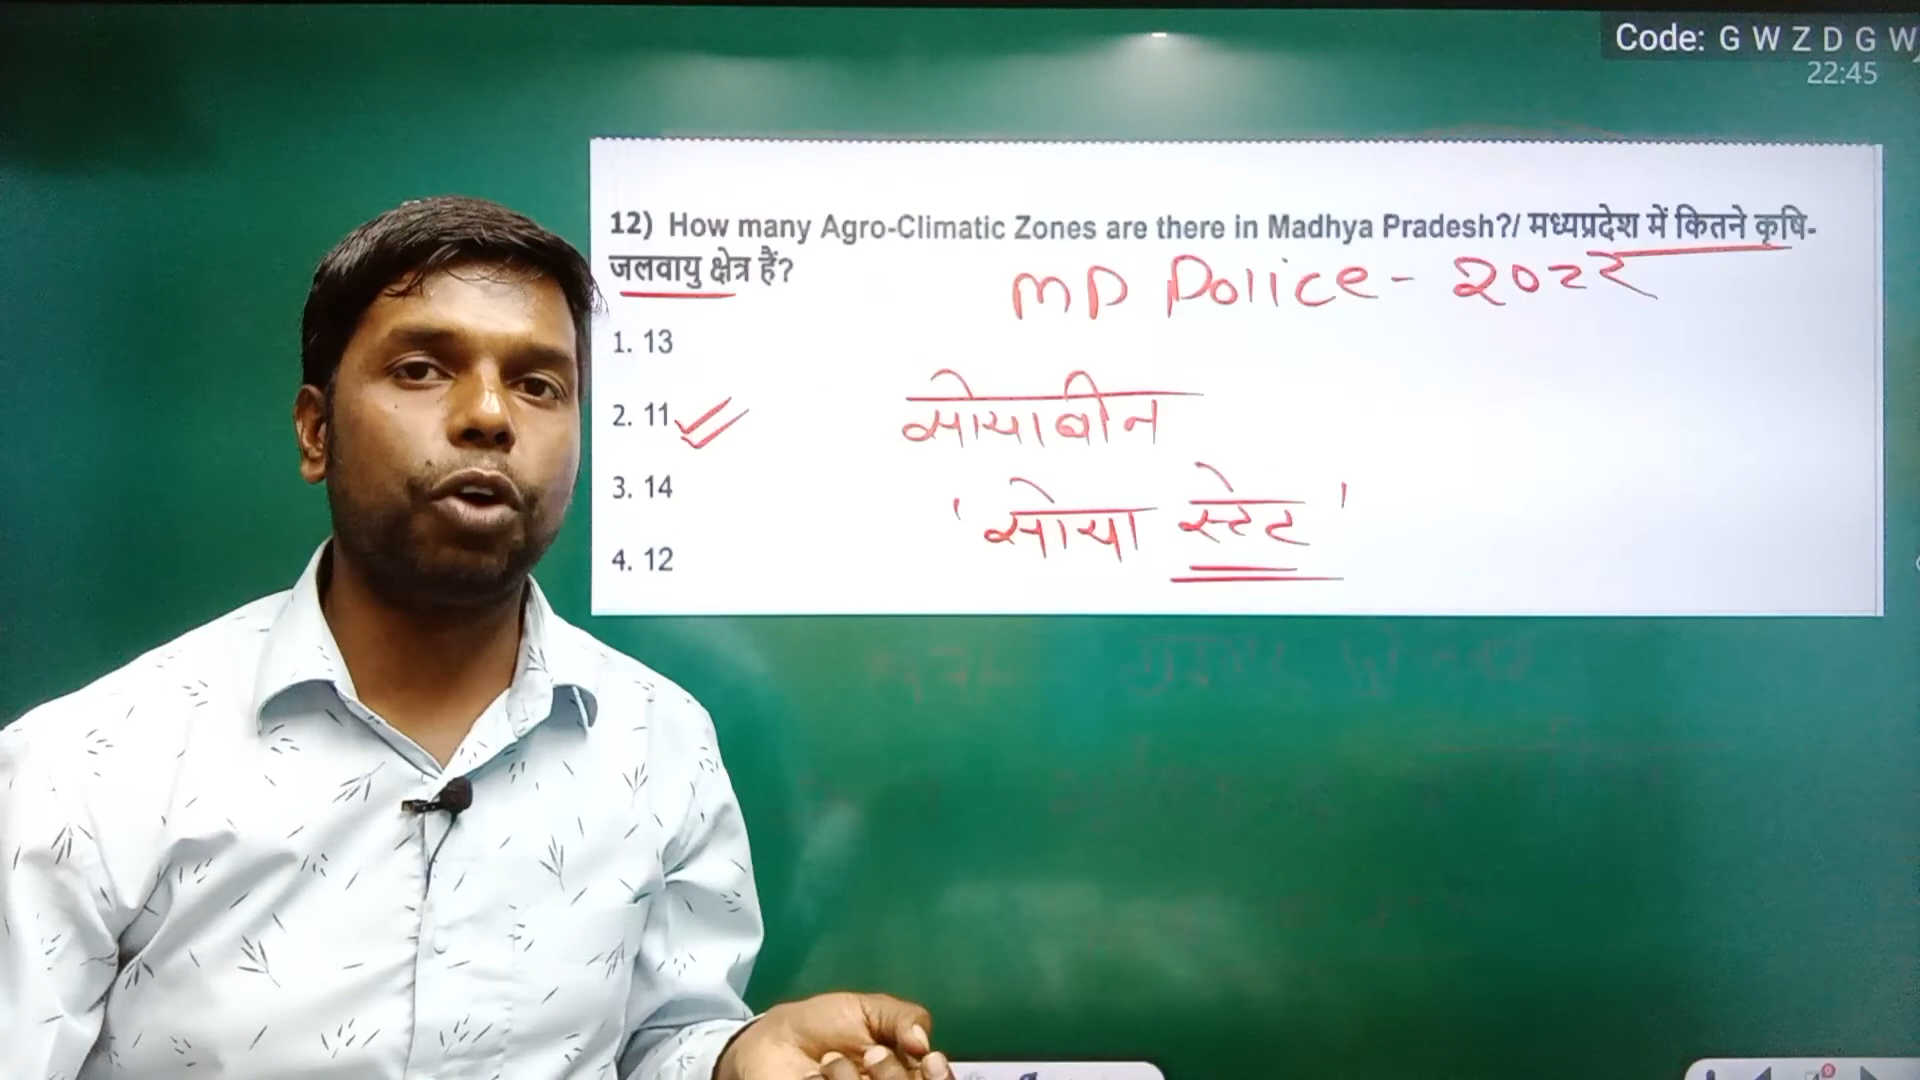 Code: G W Z D G W
22:45
12) How many Agro-Climatic Zones are there in Madhya Pradesh?/ मध्यप्रदेश में कितने कृषि-
जलवायु क्षेत्र हैं?
MP Police - 2022
1. 13
2. 11
सोयाबीन
3. 14
'सोया स्टेट'
4. 12